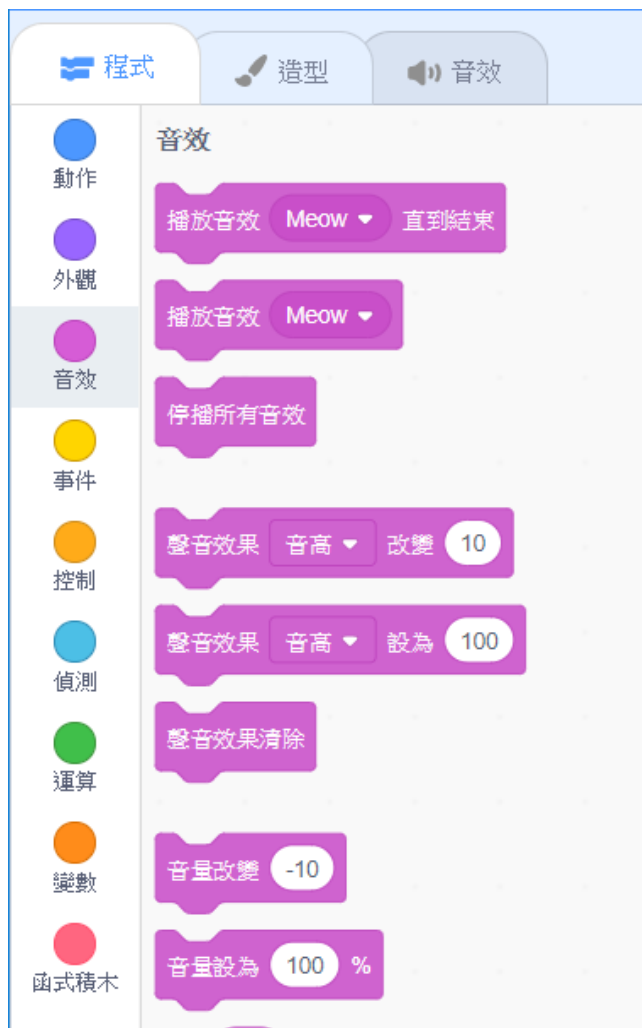 程式 造型 音效
動作
外觀
音效
事件
控制
偵測
運算
變數
函式積木
音效
播放音效 Meow 直到結束
播放音效 Meow
停播所有音效
聲音效果 音高 改變 10
聲音效果 音高 設為 100
聲音效果清除
音量改變 -10
音量設為 100 %